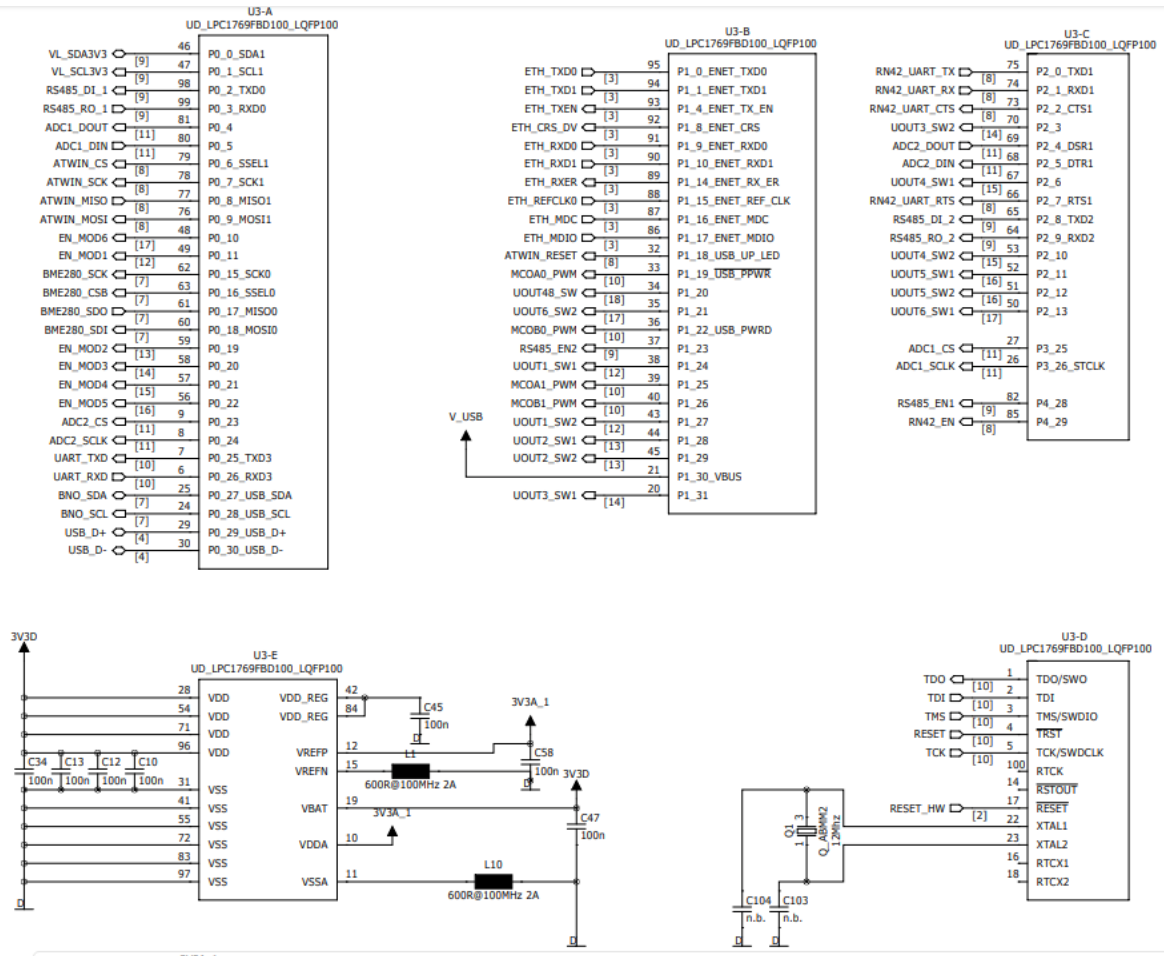 U3-A
UD_LPC1769FBD100_LQFP100
VL_SDA3V3 [9] 46 P0_0_SDA1
VL_SCL3V3 [9] 47 P0_1_SCL1
RS485_DI_1 [9] 98 P0_2_TXD0
RS485_RO_1 [9] 99 P0_3_RXD0
ADC1_DOUT [11] 81 P0_4
ADC1_DIN [11] 80 P0_5
ATWIN_CS [8] 79 P0_6_SSEL1
ATWIN_SCK [8] 78 P0_7_SCK1
ATWIN_MISO [8] 77 P0_8_MISO1
ATWIN_MOSI [8] 76 P0_9_MOSI1
EN_MOD6 [17] 48 P0_10
EN_MOD1 [12] 49 P0_11
BME280_SCK [7] 62 P0_15_SCK0
BME280_CSB [7] 63 P0_16_SSEL0
BME280_SDO [7] 61 P0_17_MISO0
BME280_SDI [7] 60 P0_18_MOSI0
EN_MOD2 [13] 59 P0_19
EN_MOD3 [14] 58 P0_20
EN_MOD4 [15] 57 P0_21
EN_MOD5 [16] 56 P0_22
ADC2_CS [11] 9 P0_23
ADC2_SCLK [11] 8 P0_24
UART_TXD [10] 7 P0_25_TXD3
UART_RXD [10] 6 P0_26_RXD3
BNO_SDA [7] 25 P0_27_USB_SDA
BNO_SCL [7] 24 P0_28_USB_SCL
USB_D+ [4] 29 P0_29_USB_D+
USB_D- [4] 30 P0_30_USB_D-
U3-B
UD_LPC1769FBD100_LQFP100
ETH_TXD0 [3] 95 P1_0_ENET_TXD0
ETH_TXD1 [3] 94 P1_1_ENET_TXD1
ETH_TXEN [3] 93 P1_4_ENET_TX_EN
ETH_CRS_DV [3] 92 P1_8_ENET_CRS
ETH_RXD0 [3] 91 P1_9_ENET_RXD0
ETH_RXD1 [3] 90 P1_10_ENET_RXD1
ETH_RXER [3] 89 P1_14_ENET_RX_ER
ETH_REFCLK0 [3] 88 P1_15_ENET_REF_CLK
ETH_MDC [3] 87 P1_16_ENET_MDC
ETH_MDIO [3] 86 P1_17_ENET_MDIO
ATWIN_RESET [8] 32 P1_18_USB_UP_LED
MCOA0_PWM [10] 33 P1_19_USB_PPWR
UOUT48_SW [18] 34 P1_20
UOUT6_SW2 [17] 35 P1_21
MCOB0_PWM [10] 36 P1_22_USB_PWRD
RS485_EN2 [9] 37 P1_23
UOUT1_SW1 [12] 38 P1_24
MCOA1_PWM [10] 39 P1_25
MCOB1_PWM [10] 40 P1_26
UOUT1_SW2 [12] 43 P1_27
UOUT2_SW1 [13] 44 P1_28
UOUT2_SW2 [13] 45 P1_29
V_USB
21 P1_30_VBUS
UOUT3_SW1 [14] 20 P1_31
U3-C
UD_LPC1769FBD100_LQFP100
RN42_UART_TX [8] 75 P2_0_TXD1
RN42_UART_RX [8] 74 P2_1_RXD1
RN42_UART_CTS [8] 73 P2_2_CTS1
UOUT3_SW2 [14] 70 P2_3
ADC2_DOUT [11] 69 P2_4_DSR1
ADC2_DIN [11] 68 P2_5_DTR1
UOUT4_SW1 [15] 67 P2_6
RN42_UART_RTS [8] 66 P2_7_RTS1
RS485_DI_2 [9] 65 P2_8_TXD2
RS485_RO_2 [9] 64 P2_9_RXD2
UOUT4_SW2 [15] 53 P2_10
UOUT5_SW1 [16] 52 P2_11
UOUT5_SW2 [16] 51 P2_12
UOUT6_SW1 [17] 50 P2_13
ADC1_CS [11] 27 P3_25
ADC1_SCLK [11] 26 P3_26_STCLK
RS485_EN1 [9] 82 P4_28
RN42_EN [8] 85 P4_29
3V3D
U3-E
UD_LPC1769FBD100_LQFP100
28 VDD
54 VDD
71 VDD
96 VDD
C34 100n
C13 100n
C12 100n
C10 100n
31 VSS
41 VSS
55 VSS
72 VSS
83 VSS
97 VSS
D
VDD_REG 42
VDD_REG 84
C45
100n
D
3V3A_1
VREFP 12
VREFN 15
L1
600R@100MHz 2A
C58
100n
D
3V3D
VBAT 19
3V3A_1
C47
100n
VDDA 10
VSSA 11
L10
600R@100MHz 2A
D
U3-D
UD_LPC1769FBD100_LQFP100
TDO [10] 1 TDO/SWO
TDI [10] 2 TDI
TMS [10] 3 TMS/SWDIO
RESET [10] 4 TRST
TCK [10] 5 TCK/SWDCLK
100 RTCK
14 RSTOUT
RESET_HW [2] 17 RESET
22 XTAL1
23 XTAL2
16 RTCX1
18 RTCX2
Q1
3
1
Q_ABMM2
12Mhz
C104
n.b.
C103
n.b.
D
D